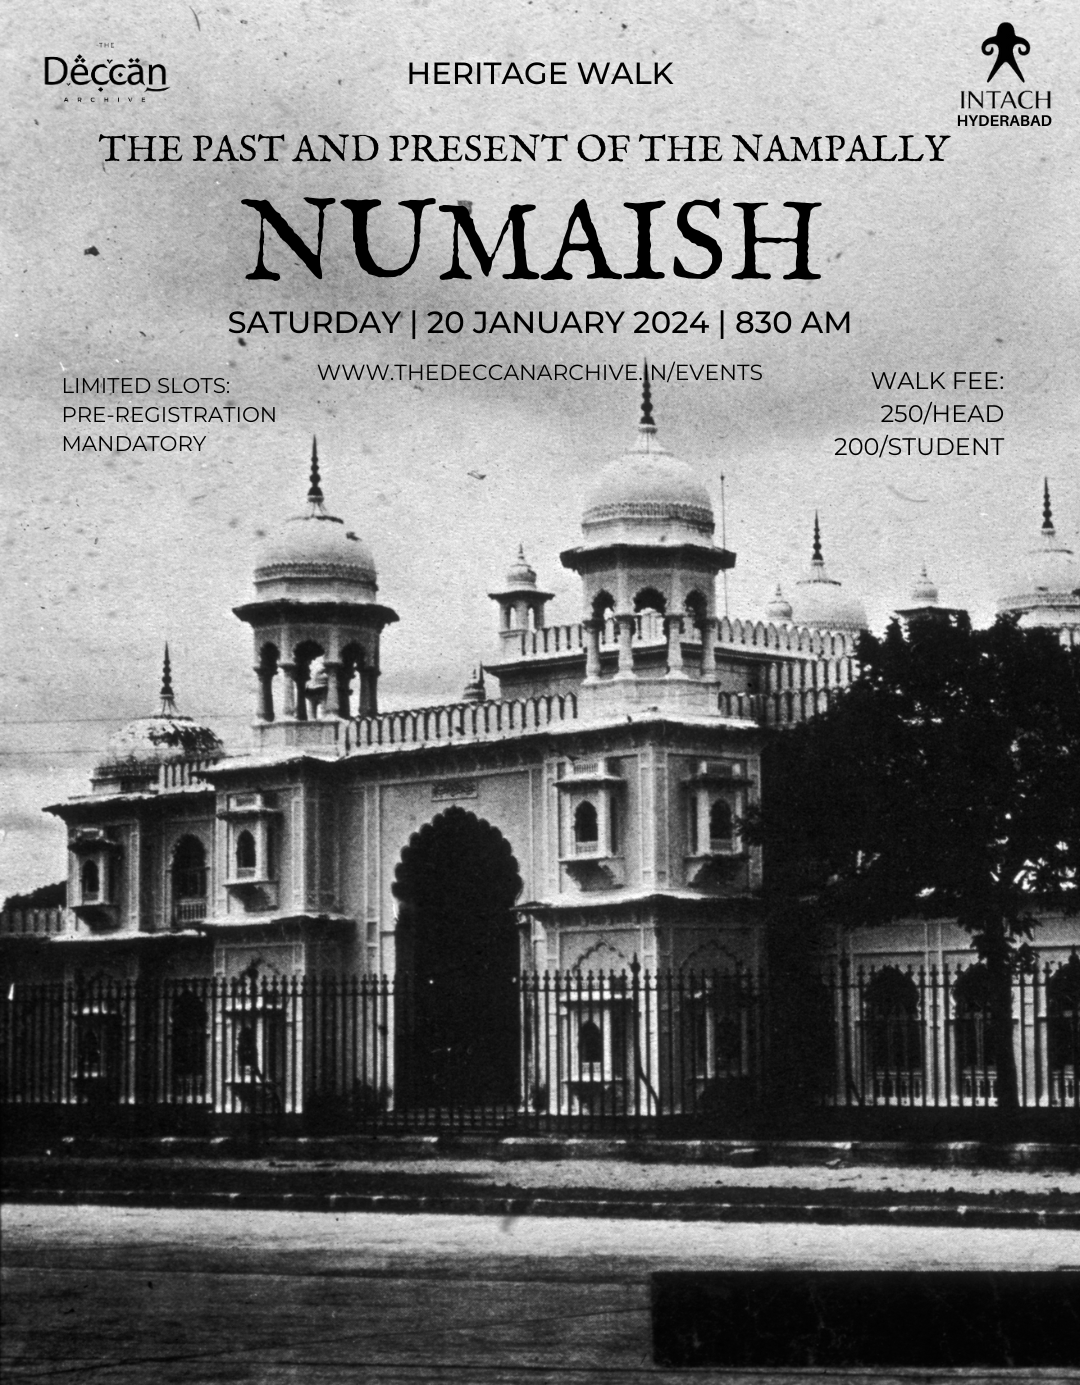 THE
Deccan
ARCHIVE
HERITAGE WALK
INTACH
HYDERABAD
THE PAST AND PRESENT OF THE NAMPALLY
NUMAISH
SATURDAY | 20 JANUARY 2024 | 830 AM
WWW.THEDECCANARCHIVE.IN/EVENTS
LIMITED SLOTS:
PRE-REGISTRATION
MANDATORY
WALK FEE:
250/HEAD
200/STUDENT